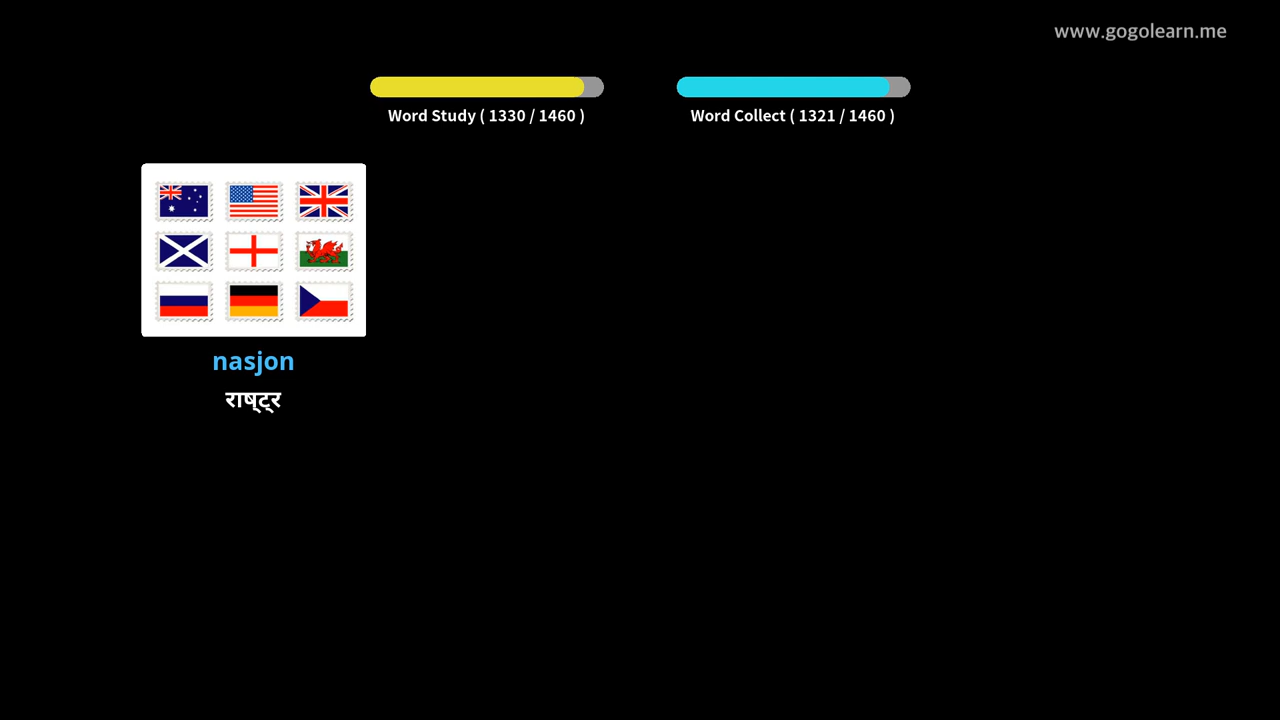 www.gogolearn.me
Word Study ( 1330 / 1460 )
Word Collect ( 1321 / 1460 )
nasjon
राष्ट्र